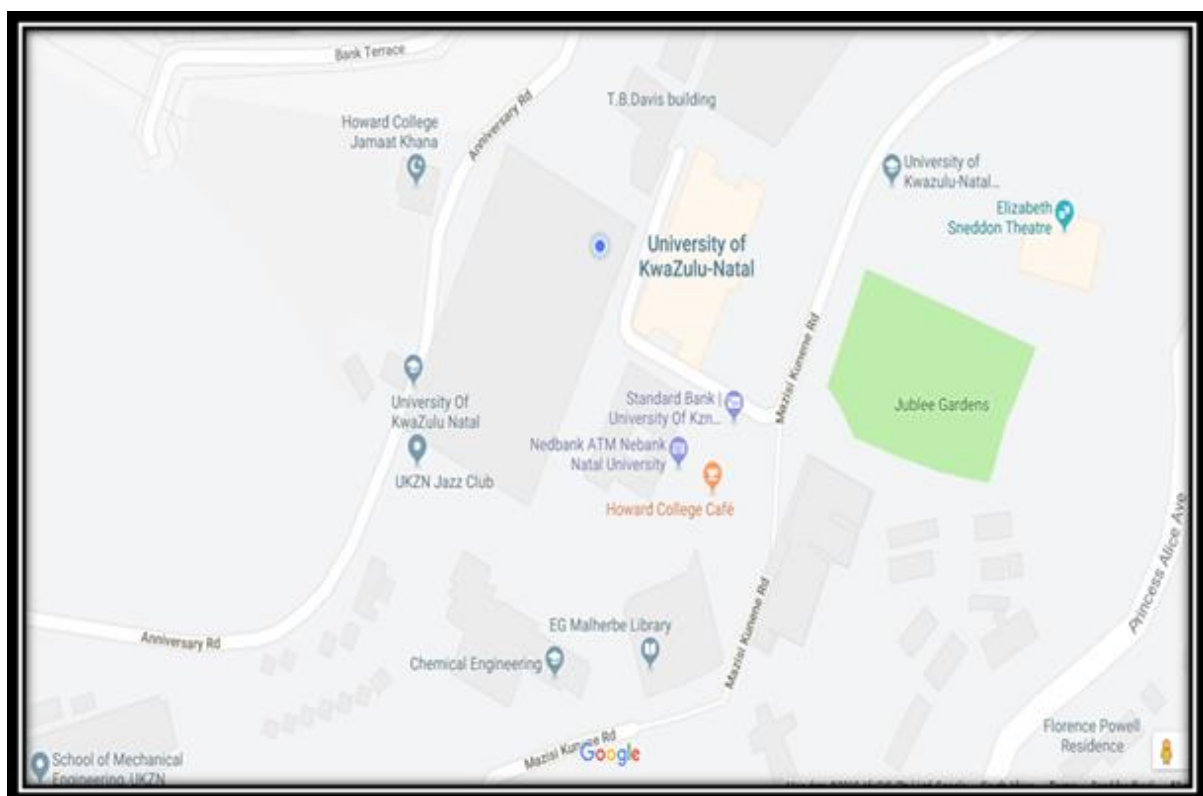 Bank Terrace
T.B.Davis building
Anniversary Rd
Howard College
Jamaat Khana
University of
Kwazulu-Natal...
Elizabeth
Sneddon Theatre
University of
KwaZulu-Natal
Mazisi Kunene Rd
University Of
KwaZulu Natal
Standard Bank |
University Of Kzn...
Jublee Gardens
Nedbank ATM Nebank
Natal University
UKZN Jazz Club
Howard College Café
Princess Alice Ave
Mazisi Kunene Rd
EG Malherbe Library
Anniversary Rd
Chemical Engineering
Mazisi Kunene Rd
Google
Florence Powell
Residence
School of Mechanical
Engineering, UKZN